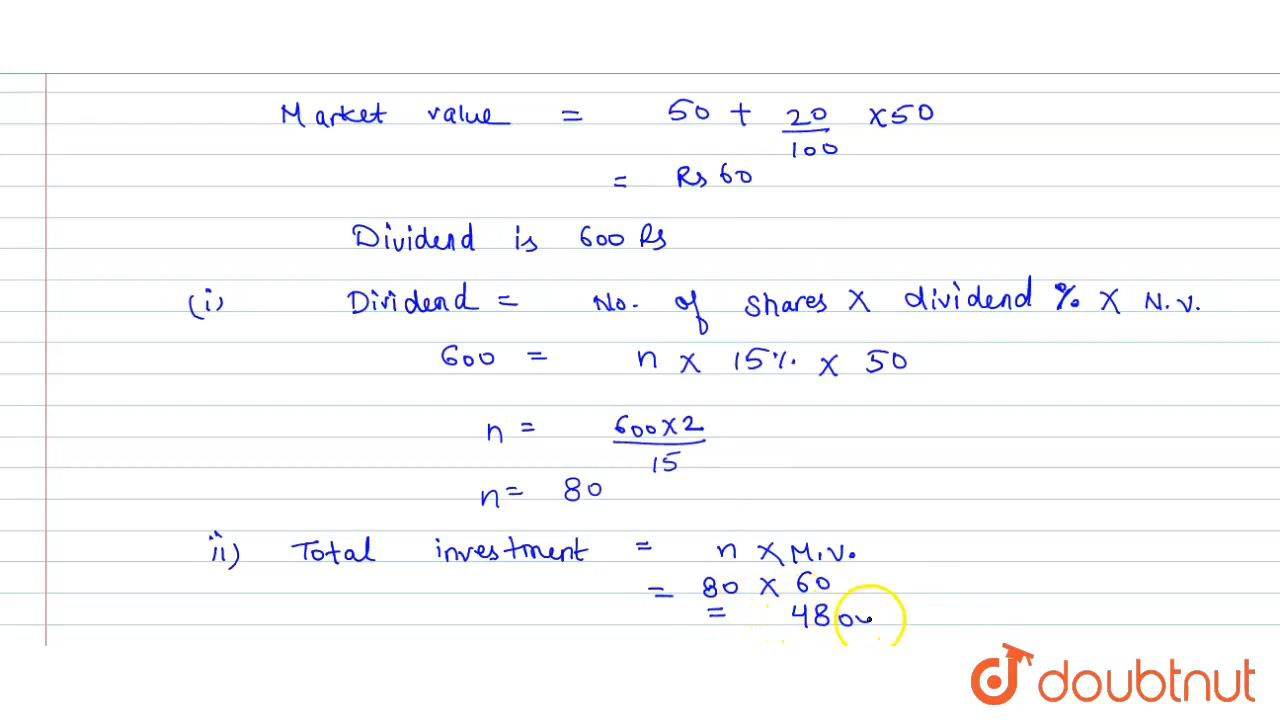 Market value = 50 + 20/100 x50
= Rs 60
Dividend is 600 Rs
(i) Dividend = No. of shares X dividend % X N.V.
600 = n x 15% x 50
n = 600x2/15
n = 80
ii) Total investment = n x M.V.
= 80 x 60
= 480
doubtnut